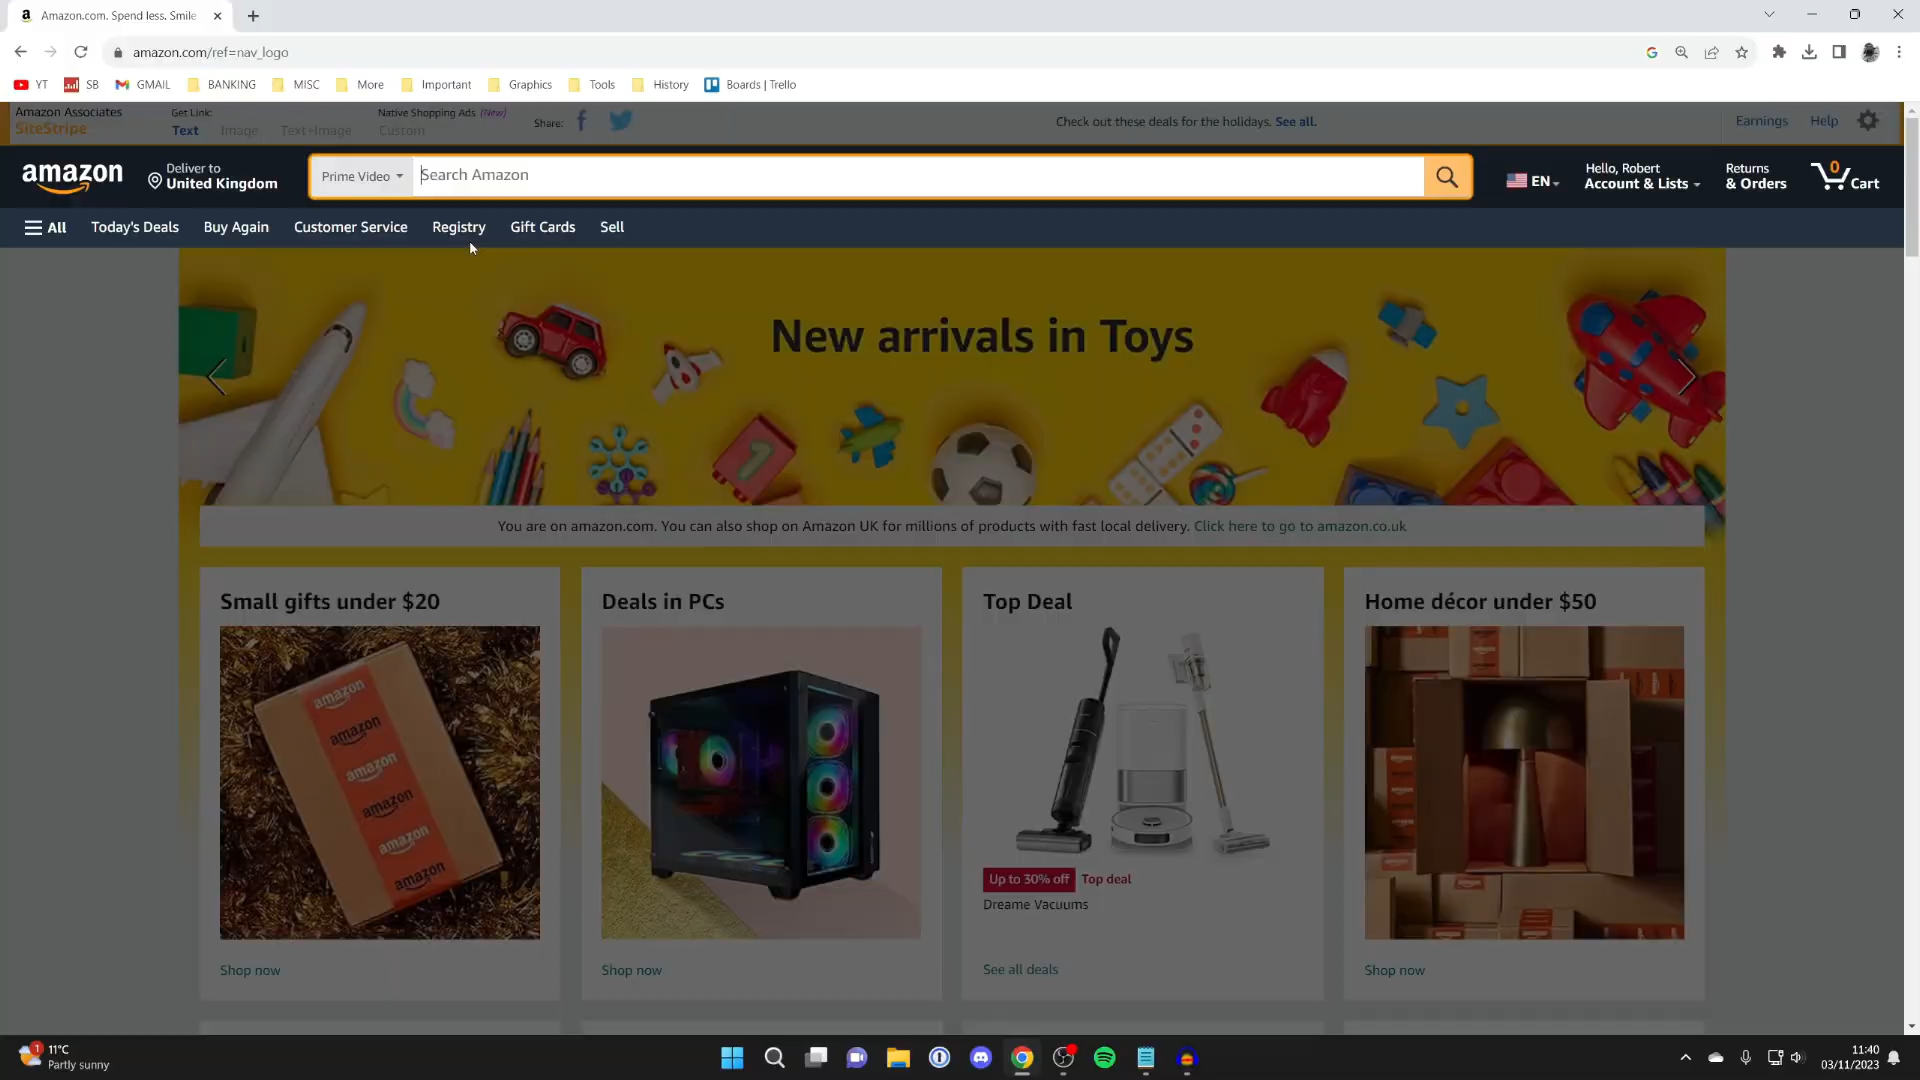 Amazon.com. Spend less. Smile
amazon.com/ref=nav_logo
YT
SB
GMAIL
BANKING
MISC
More
Important
Graphics
Tools
History
Boards | Trello
Amazon Associates
SiteStripe
Get Link:
Text
Image
Text+Image
Native Shopping Ads (New)
Custom
Share:
Check out these deals for the holidays. See all.
Earnings
Help
amazon
Deliver to
United Kingdom
Prime Video
Search Amazon
EN
Hello, Robert
Account & Lists
Returns
& Orders
0
Cart
All
Today's Deals
Buy Again
Customer Service
Registry
Gift Cards
Sell
New arrivals in Toys
You are on amazon.com. You can also shop on Amazon UK for millions of products with fast local delivery. Click here to go to amazon.co.uk
Small gifts under $20
Deals in PCs
Top Deal
Home décor under $50
amazon
amazon
amazon
amazon
amazon
amazon
Up to 30% off
Top deal
Dreame Vacuums
Shop now
Shop now
See all deals
Shop now
1
11°C
Partly sunny
11:40
03/11/2023